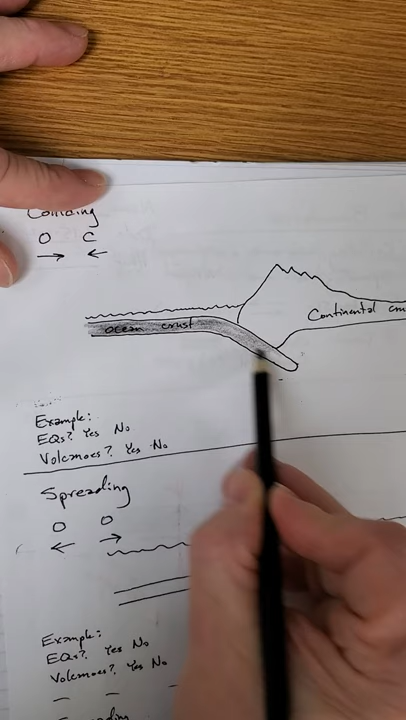 Colliding
O C
ocean crust
Continental
Example:
EQs? Yes No
Volcanoes? Yes No
Spreading
O O
Example:
EQs? Yes No
Volcanoes? Yes No
Spreading